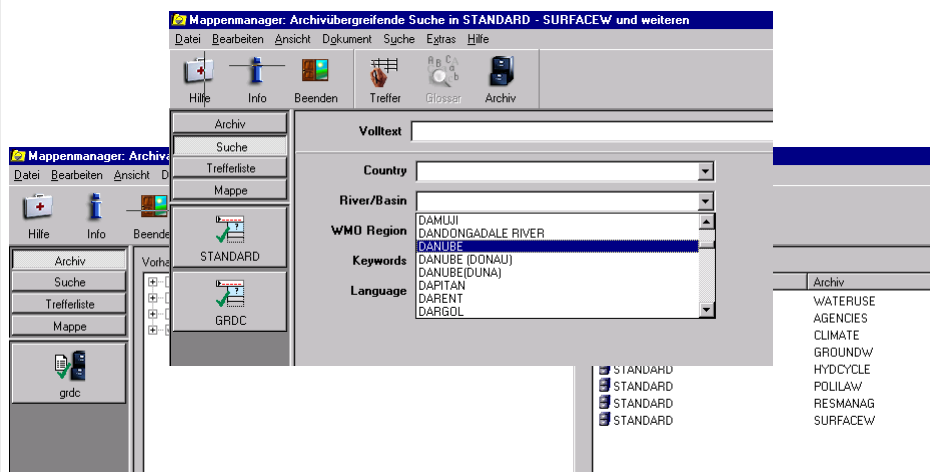 Mappenmanager: Archivübergreifende Suche in STANDARD - SURFACEW und weiteren
Datei Bearbeiten Ansicht Dokument Suche Extras Hilfe
Hilfe Info Beenden Treffer Glossar Archiv
Archiv
Suche
Trefferliste
Mappe
STANDARD
GRDC
Volltext
Country
River/Basin
DAMUJI
DANDONGADALE RIVER
DANUBE
DANUBE (DONAU)
DANUBE(DUNA)
DAPITAN
DARENT
DARGOL
WMO Region
Keywords
Language
Mappenmanager: Archiva
Datei Bearbeiten Ansicht D
Hilfe Info Beende
Archiv
Suche
Trefferliste
Mappe
grdc
Vorha
Archiv
WATERUSE
AGENCIES
CLIMATE
GROUNDW
STANDARD HYDCYCLE
STANDARD POLILAW
STANDARD RESMANAG
STANDARD SURFACEW